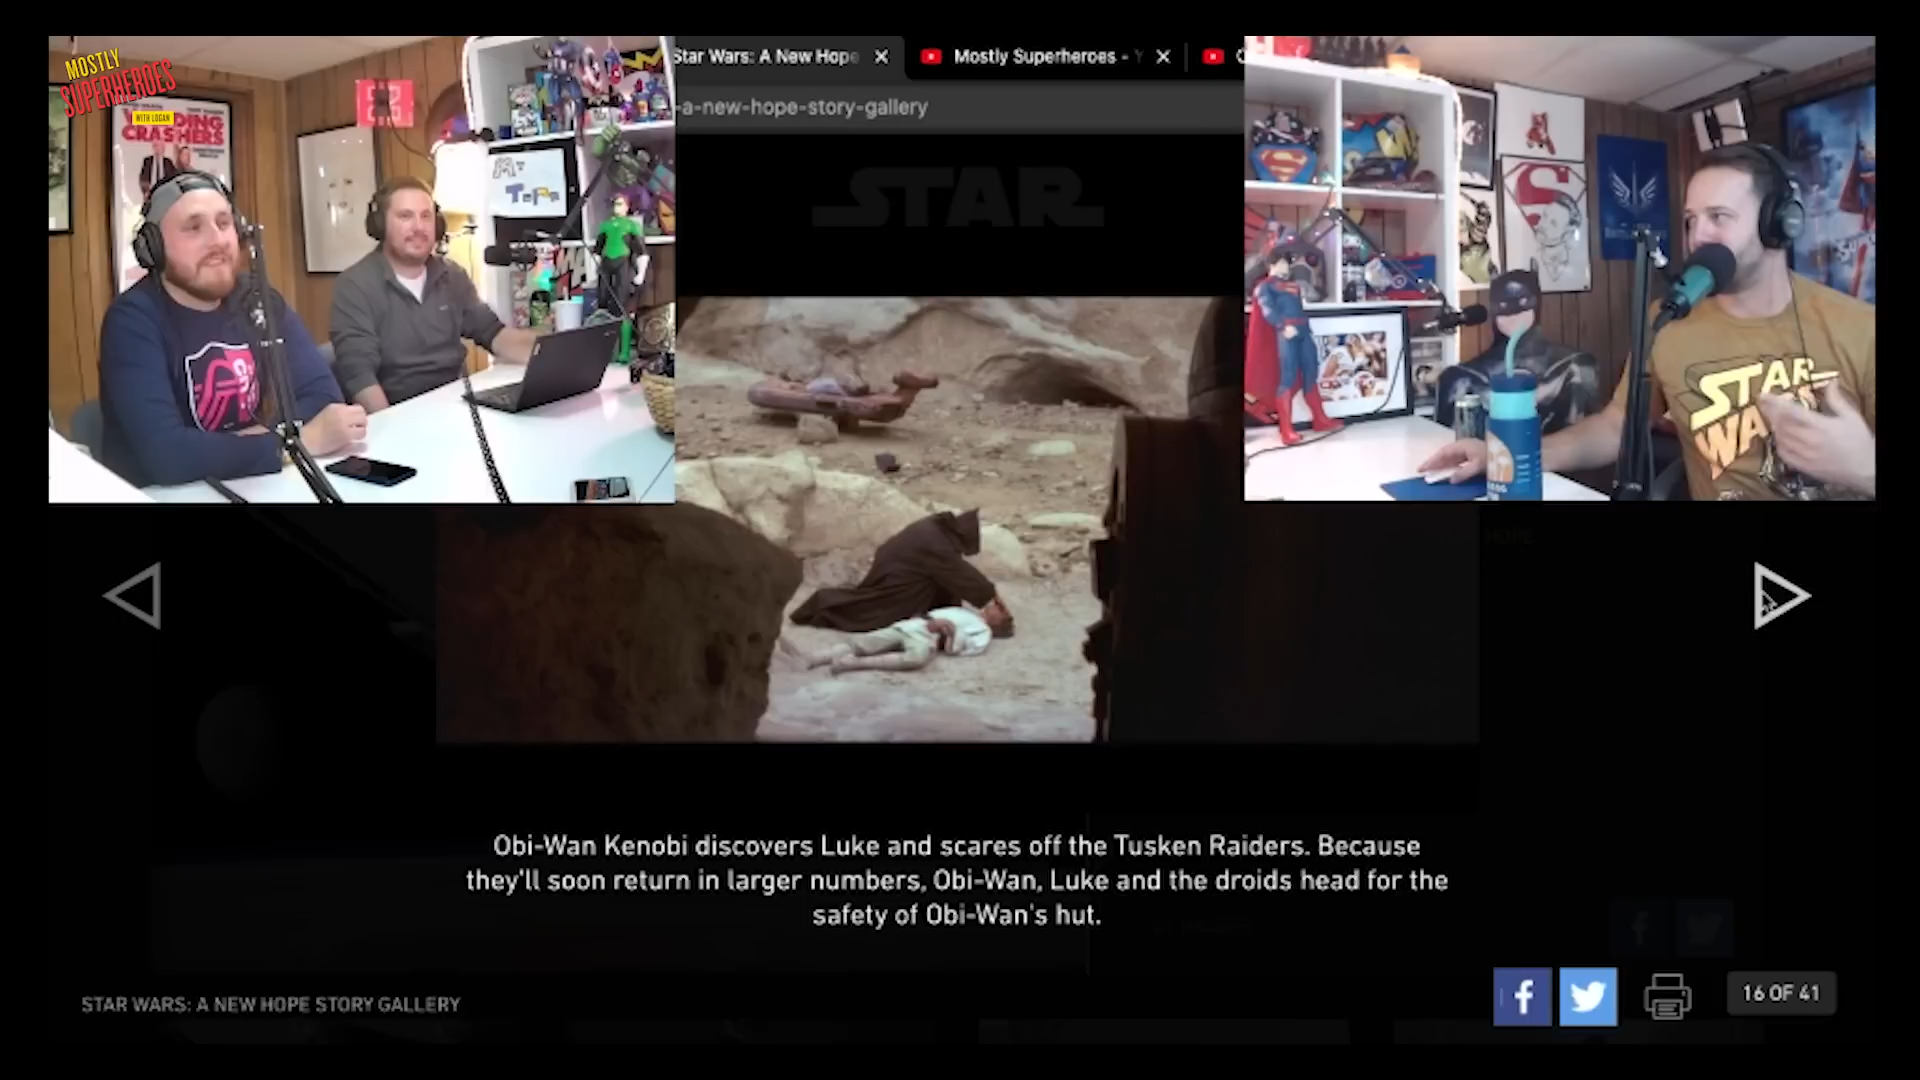 MOSTLY
SUPERHEROES
WITH LOGAN
CRASHERS
Star Wars: A New Hope
Mostly Superheroes - Y
-a-new-hope-story-gallery
STAR
STAR
WA
HOPE
Obi-Wan Kenobi discovers Luke and scares off the Tusken Raiders. Because
they'll soon return in larger numbers, Obi-Wan, Luke and the droids head for the
safety of Obi-Wan's hut.
STAR WARS: A NEW HOPE STORY GALLERY
16 OF 41